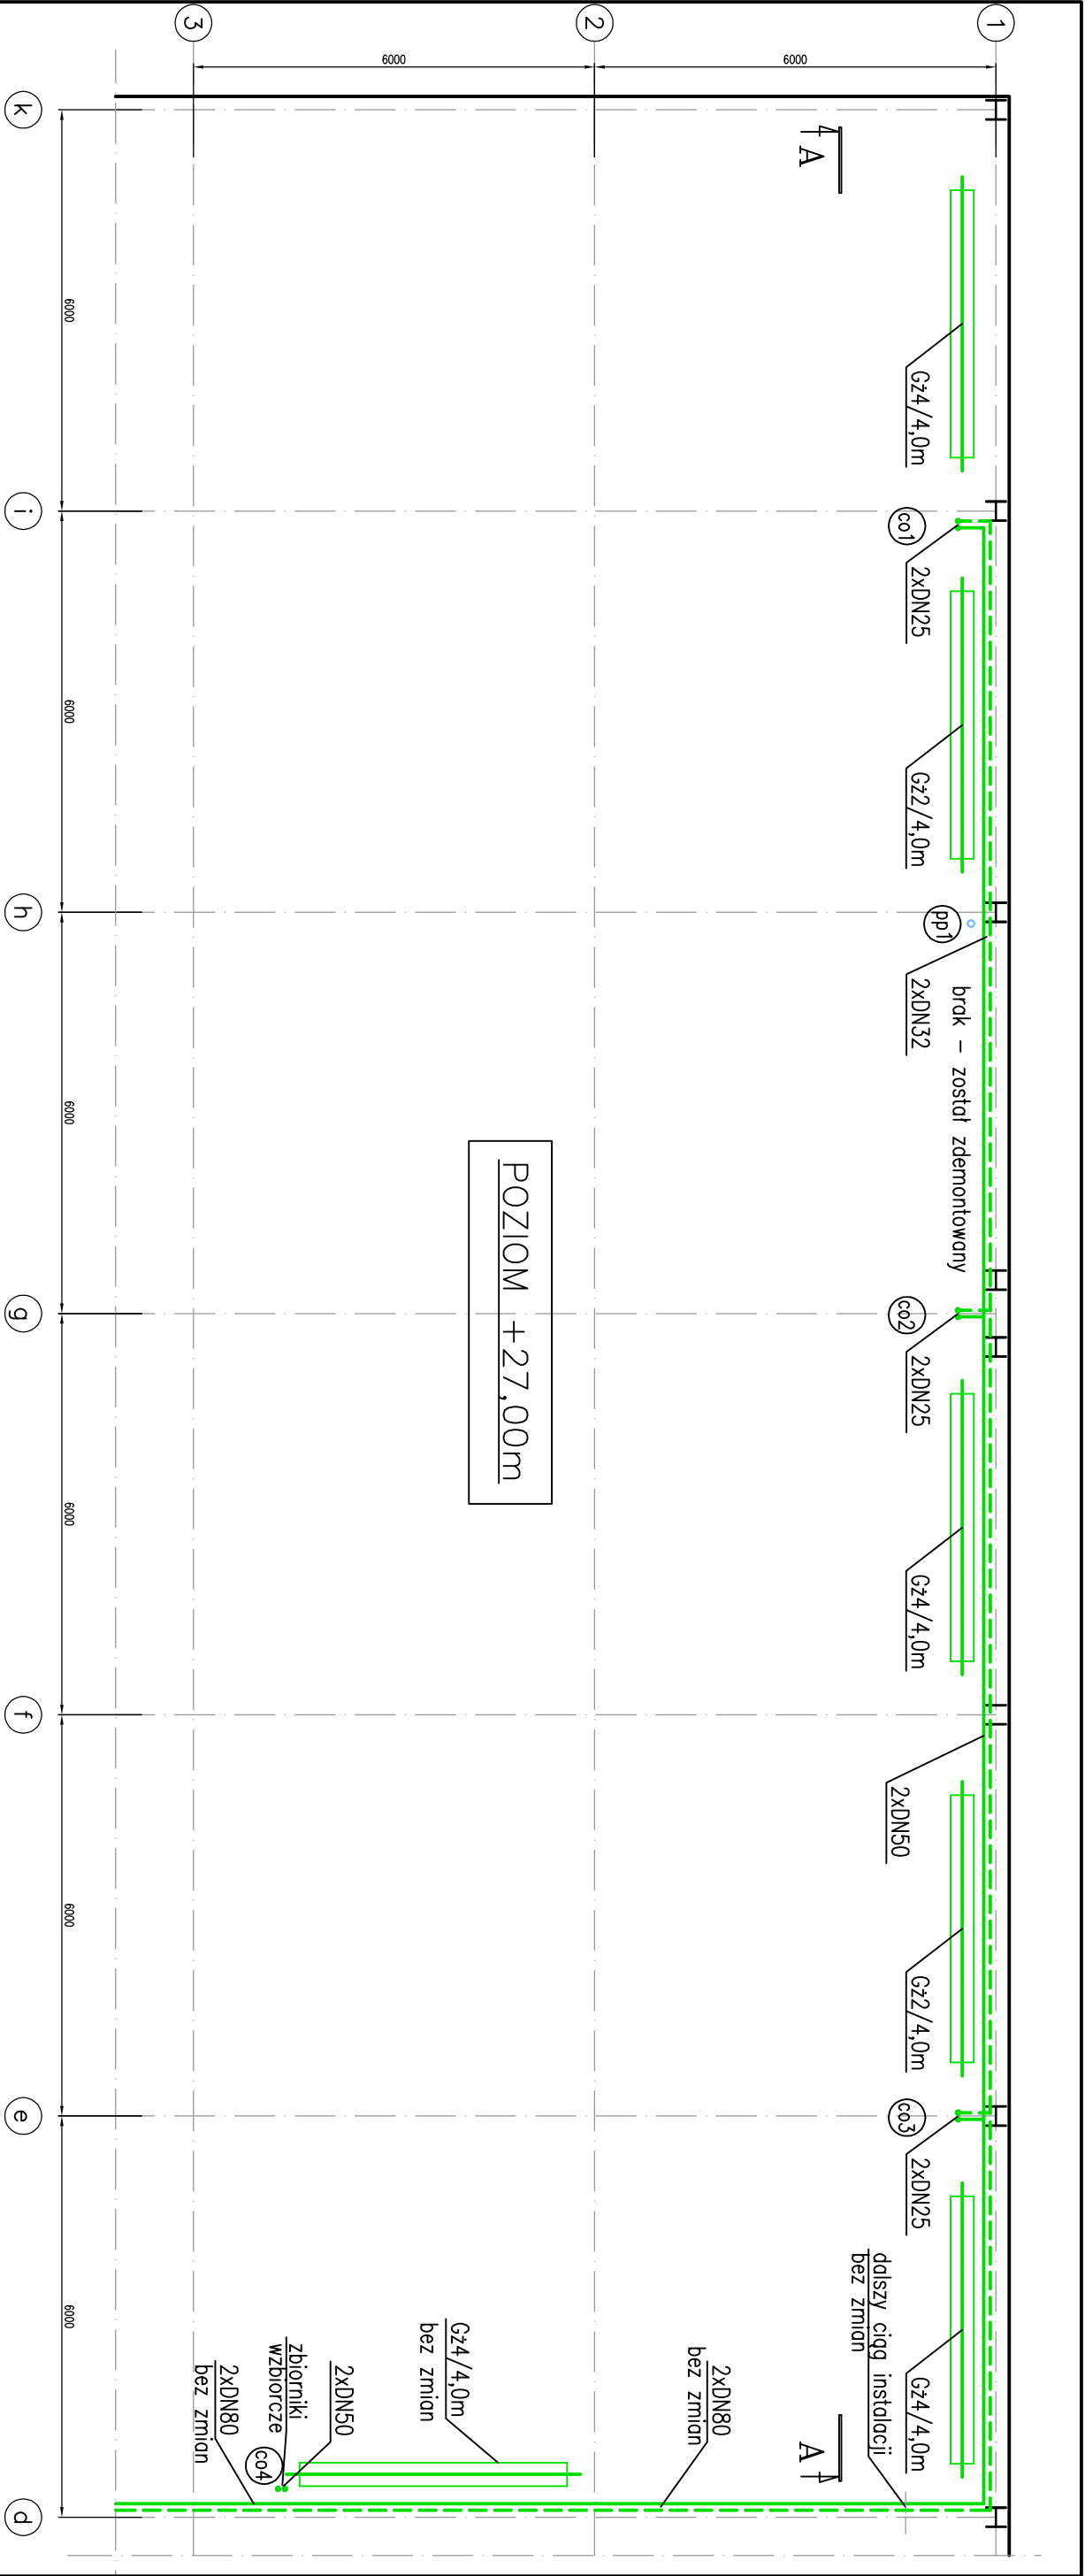 3
2
1
6000
6000
k
A
6000
Gż4/4,0m
i
co1
2xDN25
6000
Gż2/4,0m
h
pp1
2xDN32
brak – został zdemontowany
6000
POZIOM +27,00m
g
co2
2xDN25
6000
Gż4/4,0m
f
2xDN50
6000
Gż2/4,0m
e
co3
2xDN25
6000
dalszy ciąg instalacji
bez zmian
Gż4/4,0m
2xDN80
bez zmian
Gż4/4,0m
bez zmian
2xDN50
zbiorniki
wzbiorcze
2xDN80
bez zmian
co4
A
d